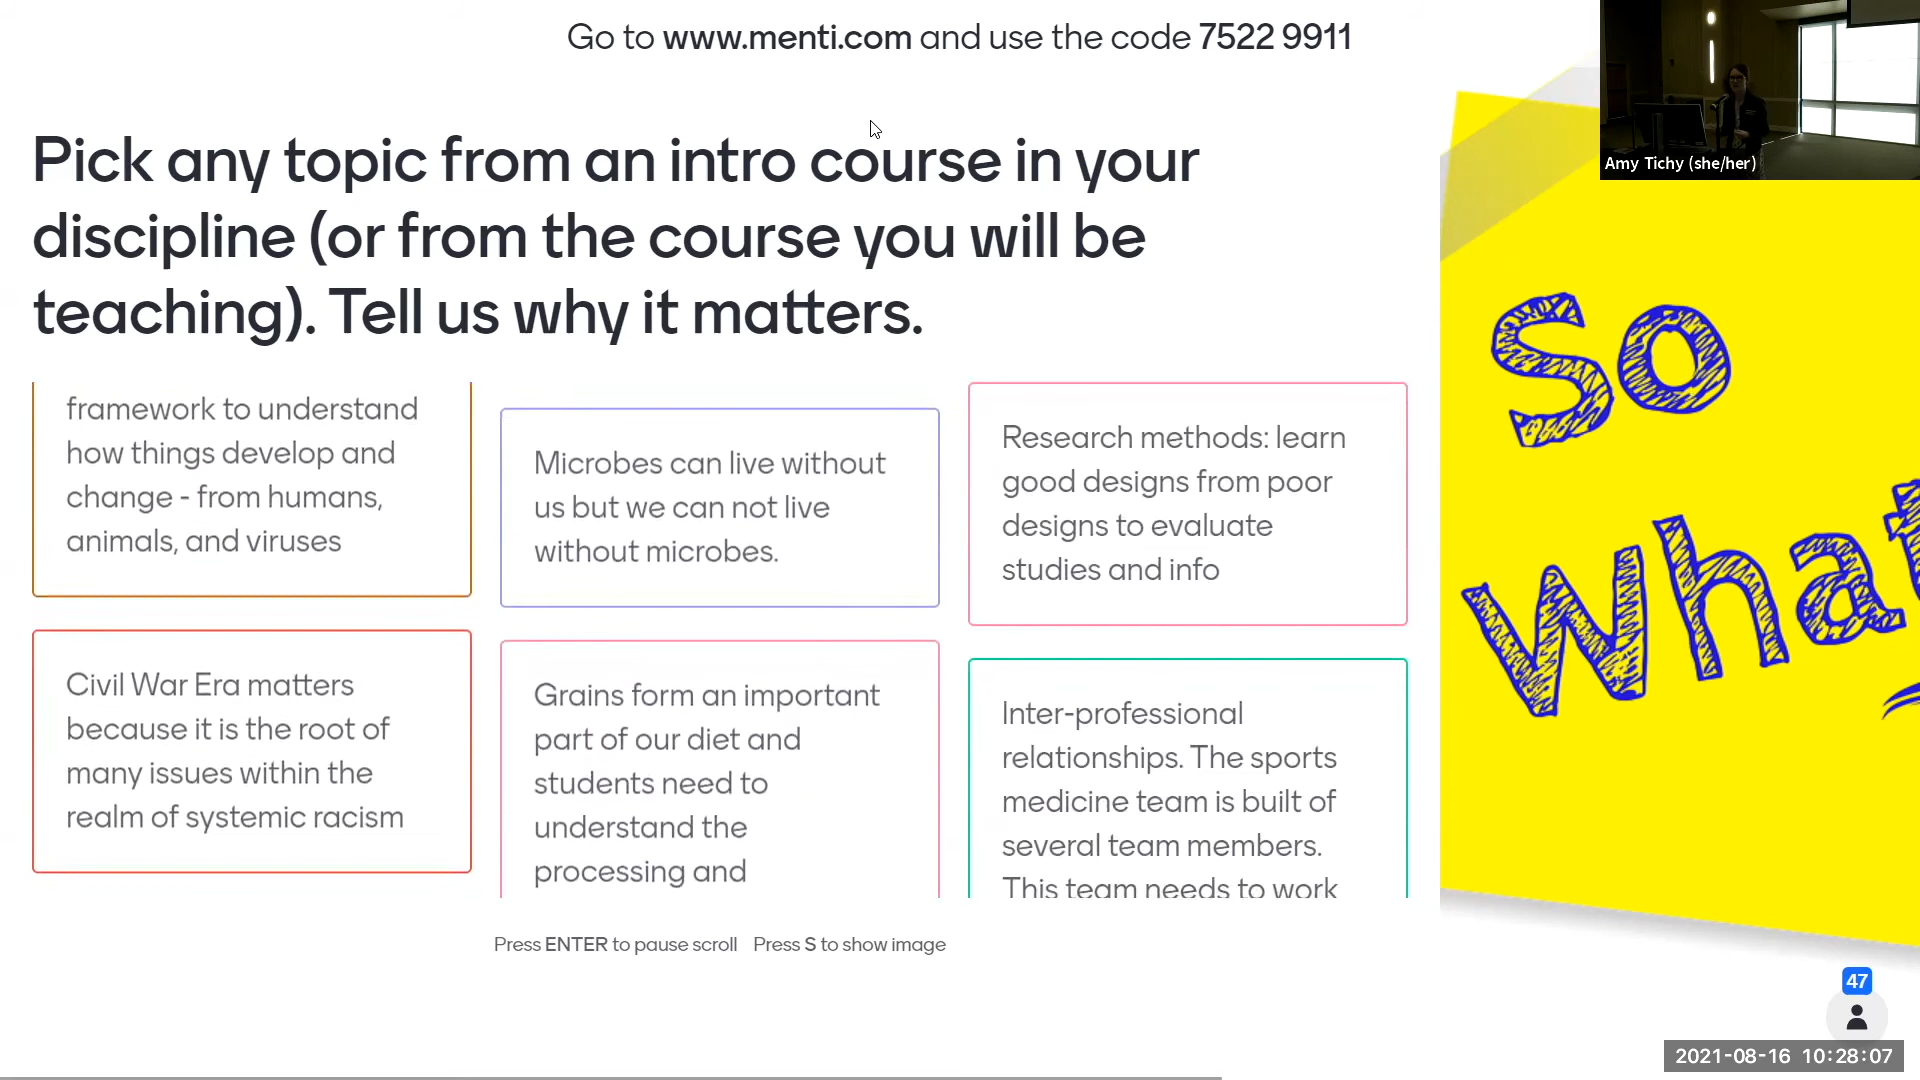 Go to www.menti.com and use the code 7522 9911
Amy Tichy (she/her)
Pick any topic from an intro course in your
discipline (or from the course you will be
teaching). Tell us why it matters.
framework to understand
how things develop and
change - from humans,
animals, and viruses
Civil War Era matters
because it is the root of
many issues within the
realm of systemic racism
Microbes can live without
us but we can not live
without microbes.
Grains form an important
part of our diet and
students need to
understand the
processing and
Research methods: learn
good designs from poor
designs to evaluate
studies and info
Inter-professional
relationships. The sports
medicine team is built of
several team members.
This team needs to work
So
What
Press ENTER to pause scroll Press S to show image
47
2021-08-16 10:28:07